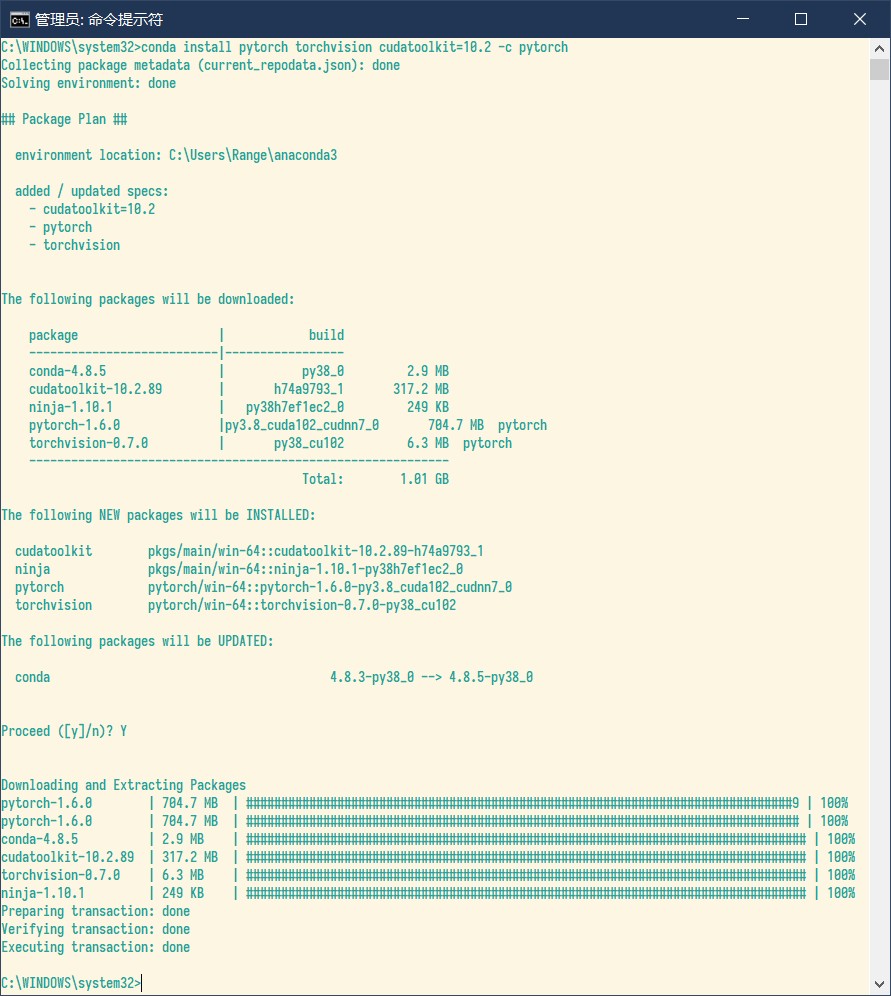 管理员: 命令提示符
C:\WINDOWS\system32>conda install pytorch torchvision cudatoolkit=10.2 -c pytorch
Collecting package metadata (current_repodata.json): done
Solving environment: done
## Package Plan ##
environment location: C:\Users\Range\anaconda3
added / updated specs:
- cudatoolkit=10.2
- pytorch
- torchvision
The following packages will be downloaded:
package | build
---------------------------|-----------------
conda-4.8.5 | py38_0 2.9 MB
cudatoolkit-10.2.89 | h74a9793_1 317.2 MB
ninja-1.10.1 | py38h7ef1ec2_0 249 KB
pytorch-1.6.0 |py3.8_cuda102_cudnn7_0 704.7 MB pytorch
torchvision-0.7.0 | py38_cu102 6.3 MB pytorch
------------------------------------------------------------
Total: 1.01 GB
The following NEW packages will be INSTALLED:
cudatoolkit pkgs/main/win-64::cudatoolkit-10.2.89-h74a9793_1
ninja pkgs/main/win-64::ninja-1.10.1-py38h7ef1ec2_0
pytorch pytorch/win-64::pytorch-1.6.0-py3.8_cuda102_cudnn7_0
torchvision pytorch/win-64::torchvision-0.7.0-py38_cu102
The following packages will be UPDATED:
conda 4.8.3-py38_0 --> 4.8.5-py38_0
Proceed ([y]/n)? Y
Downloading and Extracting Packages
pytorch-1.6.0 | 704.7 MB | ##############################################################################9 | 100%
pytorch-1.6.0 | 704.7 MB | ############################################################################### | 100%
conda-4.8.5 | 2.9 MB | ################################################################################ | 100%
cudatoolkit-10.2.89 | 317.2 MB | ################################################################################ | 100%
torchvision-0.7.0 | 6.3 MB | ################################################################################ | 100%
ninja-1.10.1 | 249 KB | ################################################################################ | 100%
Preparing transaction: done
Verifying transaction: done
Executing transaction: done
C:\WINDOWS\system32>